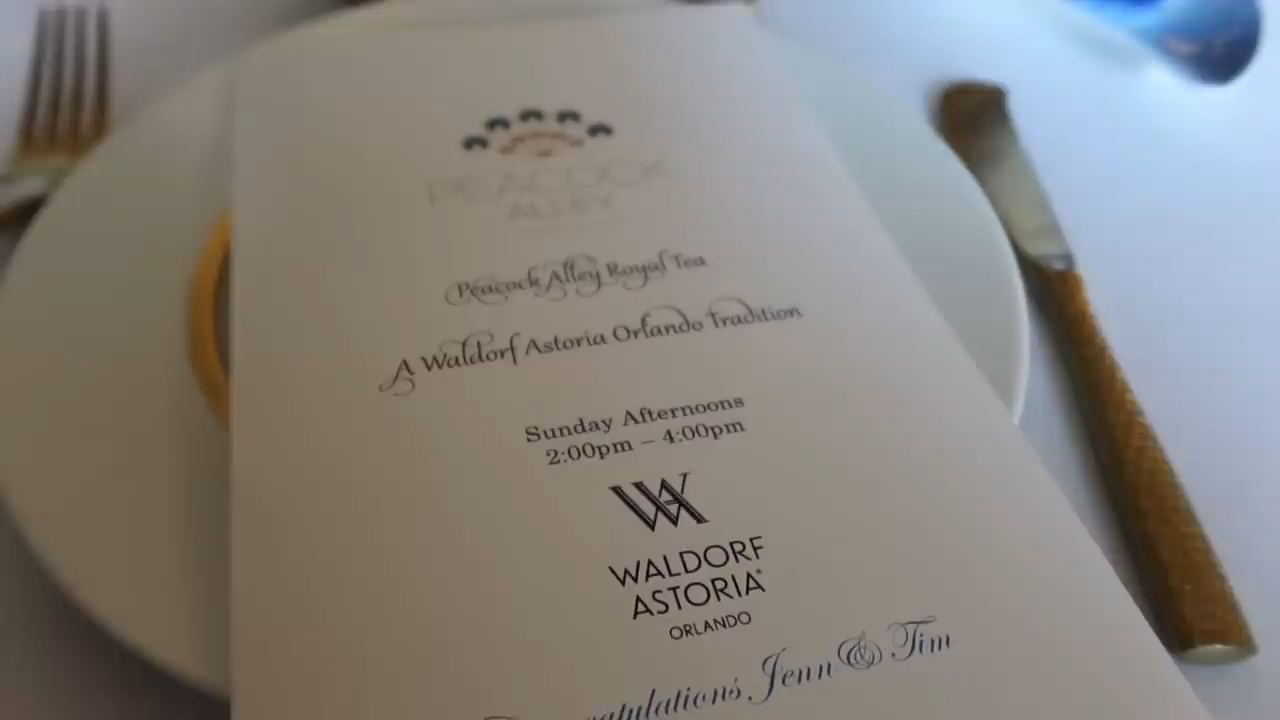 PEACOCK
ALLEY
Peacock Alley Royal Tea
A Waldorf Astoria Orlando Tradition
Sunday Afternoons
2:00pm – 4:00pm
WALDORF
ASTORIA®
ORLANDO
Jenn & Tim